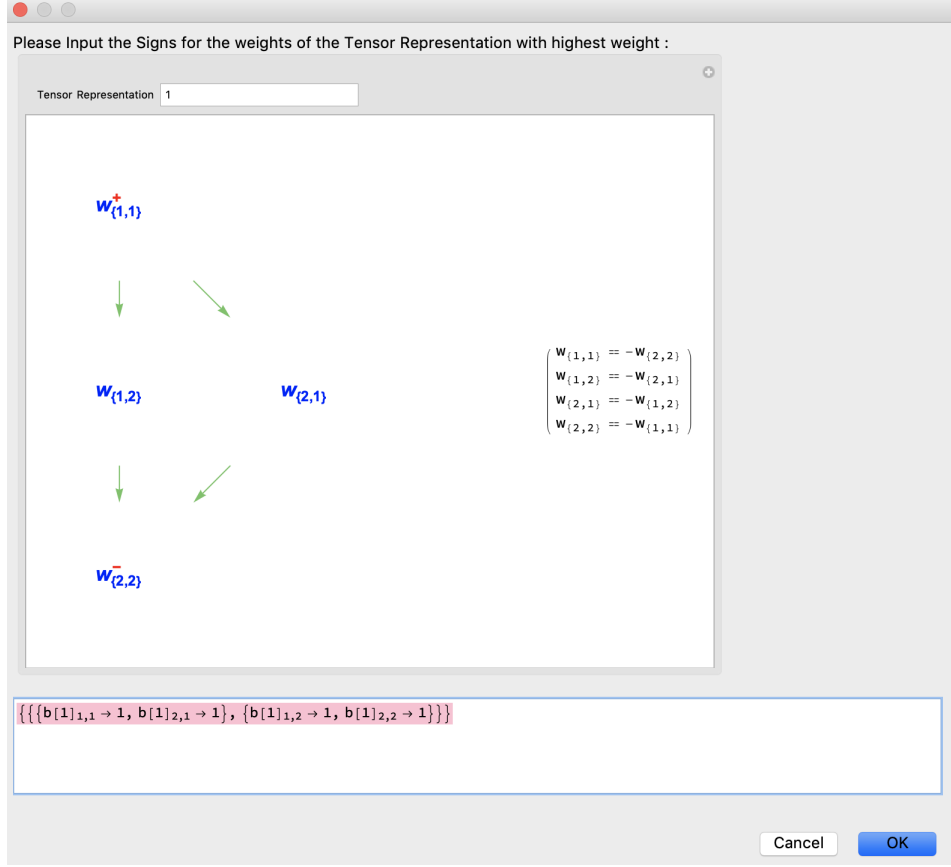 Please Input the Signs for the weights of the Tensor Representation with highest weight :
Tensor Representation 1
w⁺{1,1}
w{1,2} w{2,1}
w⁻{2,2}
w{1,1} == -w{2,2}
w{1,2} == -w{2,1}
w{2,1} == -w{1,2}
w{2,2} == -w{1,1}
{{{b[1]₁,₁ → 1, b[1]₂,₁ → 1}, {b[1]₁,₂ → 1, b[1]₂,₂ → 1}}}
Cancel OK